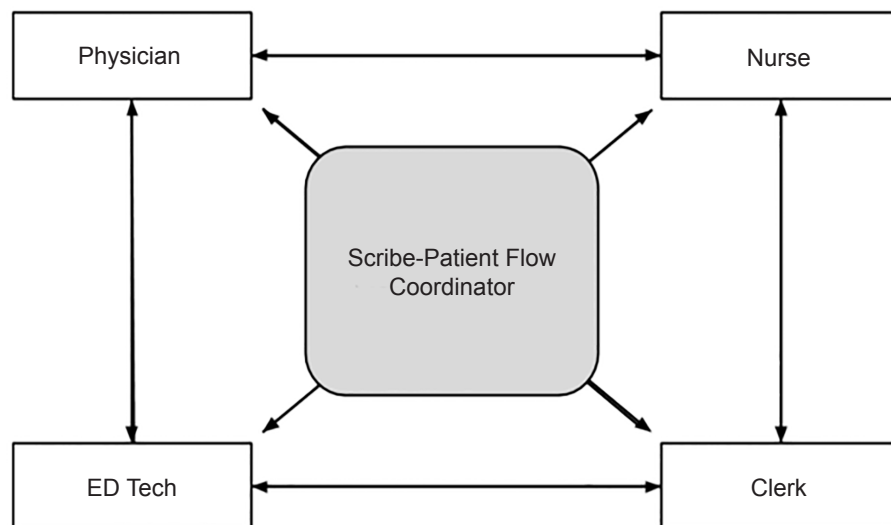 Physician
Nurse
Scribe-Patient Flow
Coordinator
ED Tech
Clerk